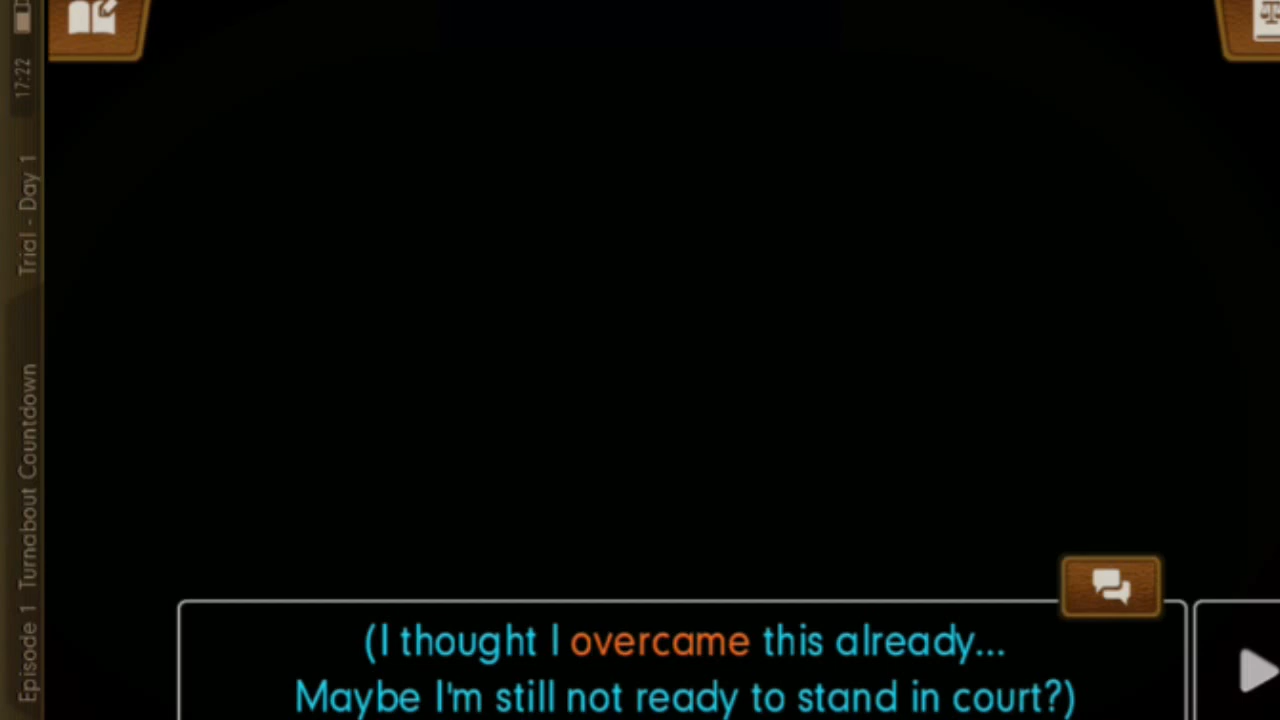 17:22
Trial - Day 1
Episode 1 Turnabout Countdown
(I thought I overcame this already...
Maybe I'm still not ready to stand in court?)